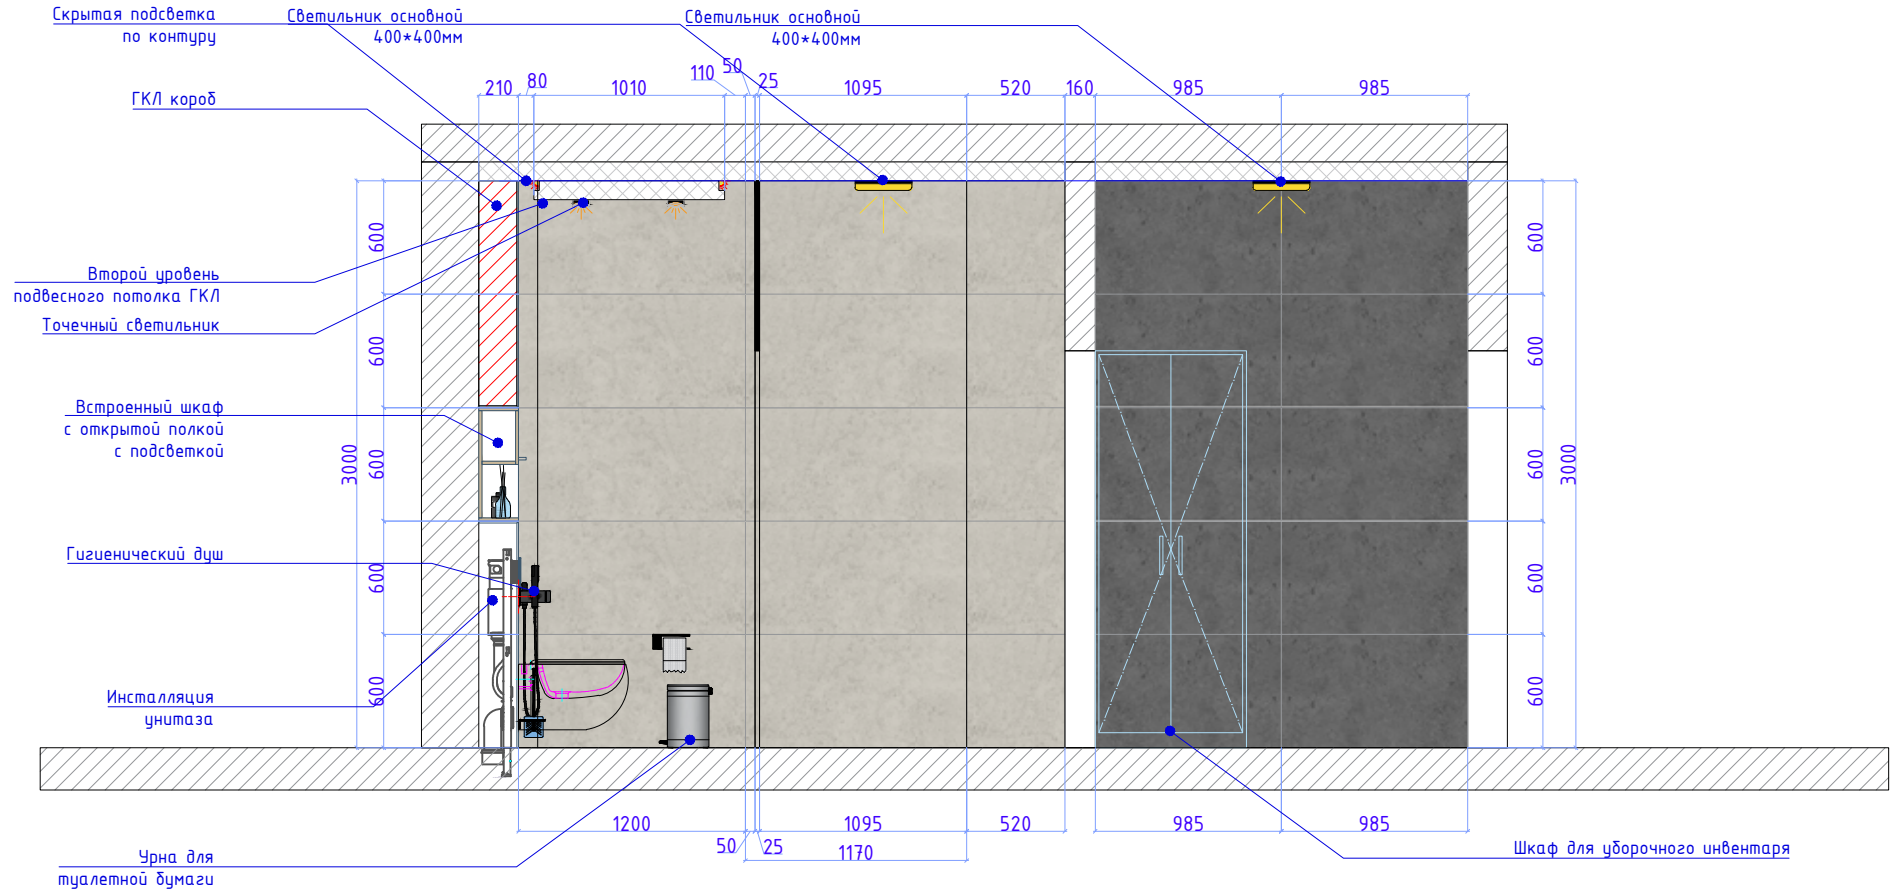 Скрытая подсветка
по контуру
Светильник основной
400*400мм
Светильник основной
400*400мм
210
80
1010
110
50
25
1095
520
160
985
985
ГКЛ короб
Второй уровень
подвесного потолка ГКЛ
Точечный светильник
Встроенный шкаф
с открытой полкой
с подсветкой
Гигиенический душ
Инсталляция
унитаза
Урна для
туалетной бумаги
3000
600
600
600
600
600
600
600
600
600
600
3000
1200
50
25
1095
1170
520
985
985
Шкаф для уборочного инвентаря